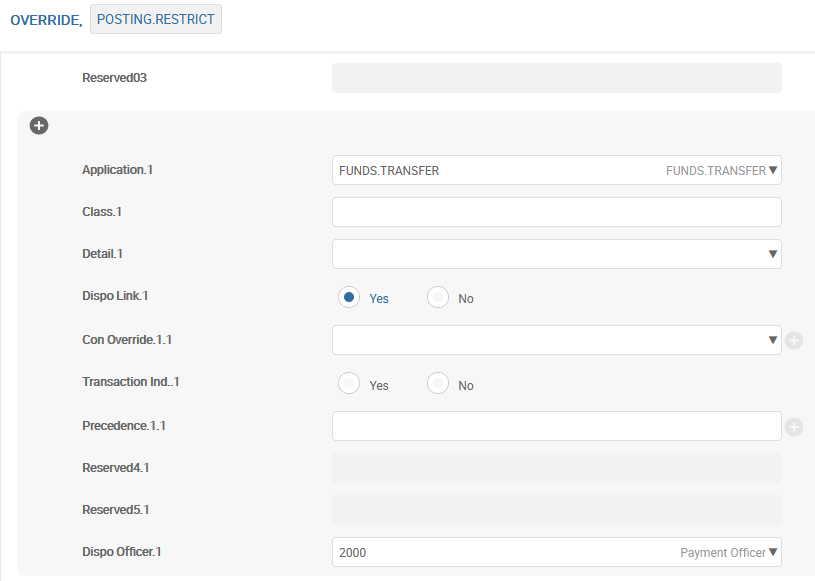 OVERRIDE, POSTING.RESTRICT
Reserved03
Application.1 FUNDS.TRANSFER FUNDS.TRANSFER
Class.1
Detail.1
Dispo Link.1 Yes No
Con Override.1.1
Transaction Ind..1 Yes No
Precedence.1.1
Reserved4.1
Reserved5.1
Dispo Officer.1 2000 Payment Officer